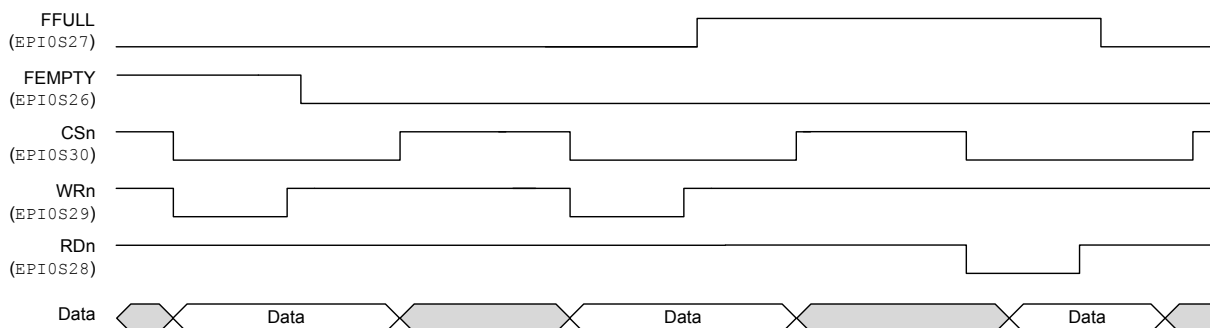 FFULL
(EPI0S27)
FEMPTY
(EPI0S26)
CSn
(EPI0S30)
WRn
(EPI0S29)
RDn
(EPI0S28)
Data
Data
Data
Data